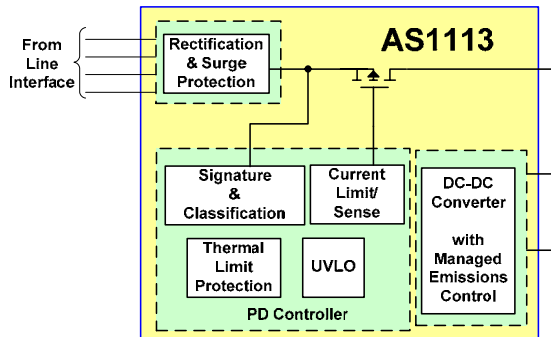 From
Line
Interface
Rectification
& Surge
Protection
AS1113
Signature
&
Classification
Current
Limit/
Sense
Thermal
Limit
Protection
UVLO
PD Controller
DC-DC
Converter
with
Managed
Emissions
Control